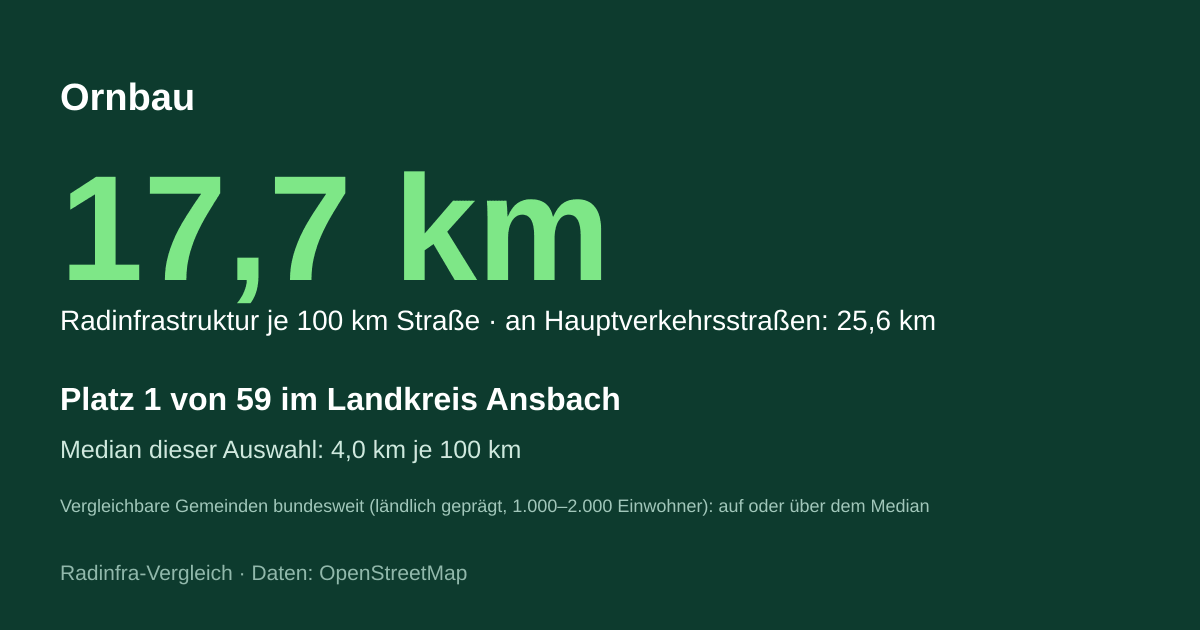 Ornbau
17,7 km
Radinfrastruktur je 100 km Straße · an Hauptverkehrsstraßen: 25,6 km
Platz 1 von 59 im Landkreis Ansbach
Median dieser Auswahl: 4,0 km je 100 km
Vergleichbare Gemeinden bundesweit (ländlich geprägt, 1.000–2.000 Einwohner): auf oder über dem Median
Radinfra-Vergleich · Daten: OpenStreetMap